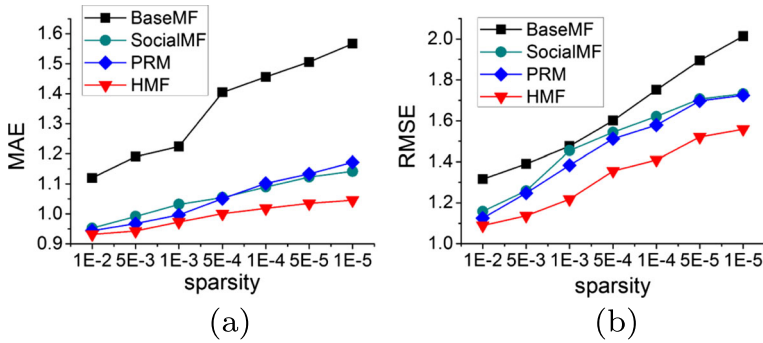 BaseMF
SocialMF
PRM
HMF
MAE
1.6
1.5
1.4
1.3
1.2
1.1
1.0
0.9
1E-2 5E-3 1E-3 5E-4 1E-4 5E-5 1E-5
sparsity
(a)
BaseMF
SocialMF
PRM
HMF
RMSE
2.0
1.8
1.6
1.4
1.2
1.0
1E-2 5E-3 1E-3 5E-4 1E-4 5E-5 1E-5
sparsity
(b)